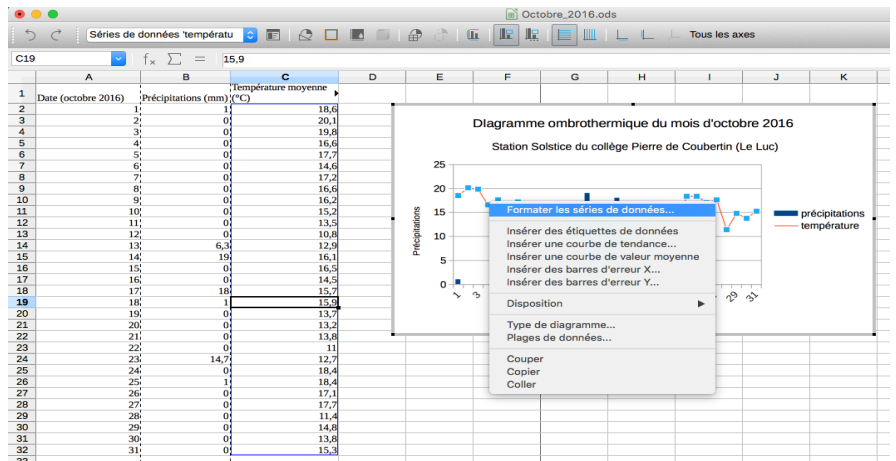 Octobre_2016.ods
Séries de données 'températu
Tous les axes
C19 fx Σ = 15,9
A B C D E F G H I J K
1 Date (octobre 2016) Précipitations (mm) Température moyenne (°C)
2 1 1 18,6
3 2 0 20,1
4 3 0 19,8
5 4 0 16,6
6 5 0 17,7
7 6 0 14,6
8 7 0 17,2
9 8 0 16,6
10 9 0 16,2
11 10 0 15,2
12 11 0 13,5
13 12 0 10,8
14 13 6,3 12,9
15 14 19 16,1
16 15 0 16,5
17 16 0 14,5
18 17 18 15,7
19 18 1 15,9
20 19 0 13,7
21 20 0 13,2
22 21 0 13,8
23 22 0 11
24 23 14,7 12,7
25 24 0 18,4
26 25 1 18,4
27 26 0 17,1
28 27 0 17,7
29 28 0 11,4
30 29 0 14,8
31 30 0 13,8
32 31 0 15,3
33
DIagramme ombrothermique du mois d'octobre 2016
Station Solstice du collège Pierre de Coubertin (Le Luc)
25
20
15
10
5
0
Précipitations
1 3 29 31
précipitations
température
Formater les séries de données...
Insérer des étiquettes de données
Insérer une courbe de tendance...
Insérer une courbe de valeur moyenne
Insérer des barres d'erreur X...
Insérer des barres d'erreur Y...
Disposition
Type de diagramme...
Plages de données...
Couper
Copier
Coller